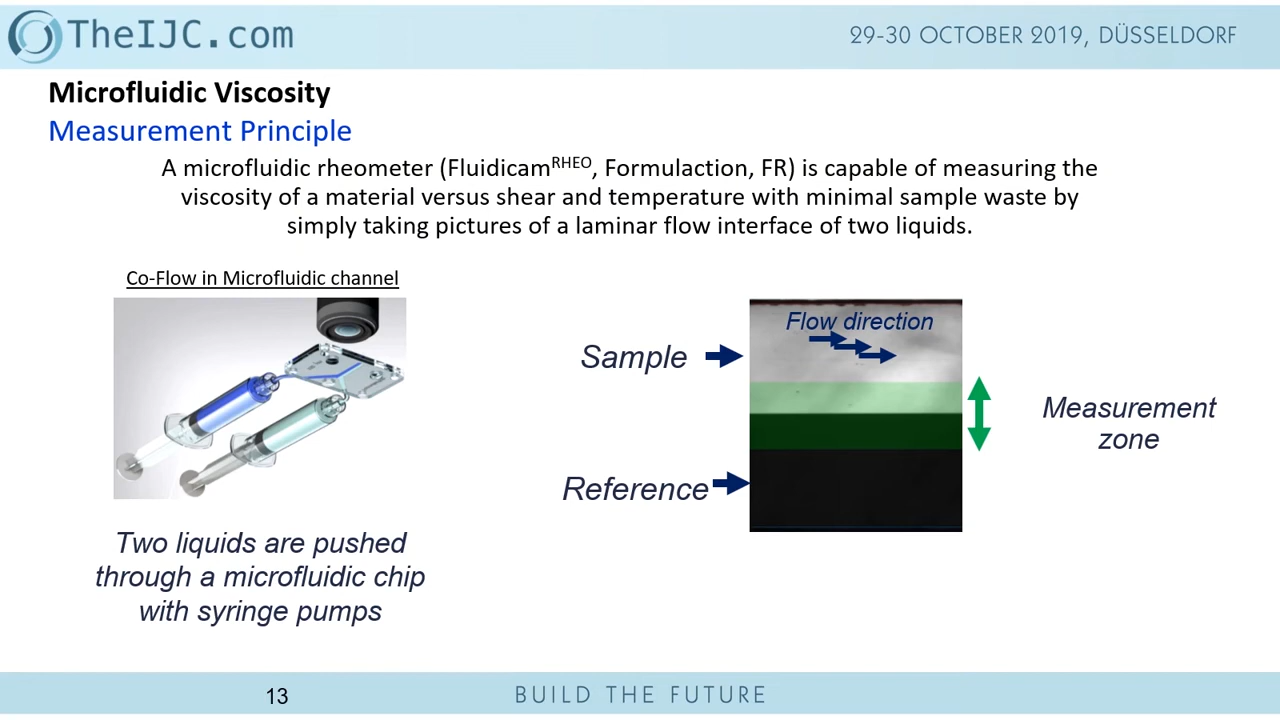 TheIJC.com
29-30 OCTOBER 2019, DÜSSELDORF
Microfluidic Viscosity
Measurement Principle
A microfluidic rheometer (FluidicamRHEO, Formulaction, FR) is capable of measuring the
viscosity of a material versus shear and temperature with minimal sample waste by
simply taking pictures of a laminar flow interface of two liquids.
Co-Flow in Microfluidic channel
Flow direction
Sample
Measurement
zone
Reference
Two liquids are pushed
through a microfluidic chip
with syringe pumps
13
BUILD THE FUTURE